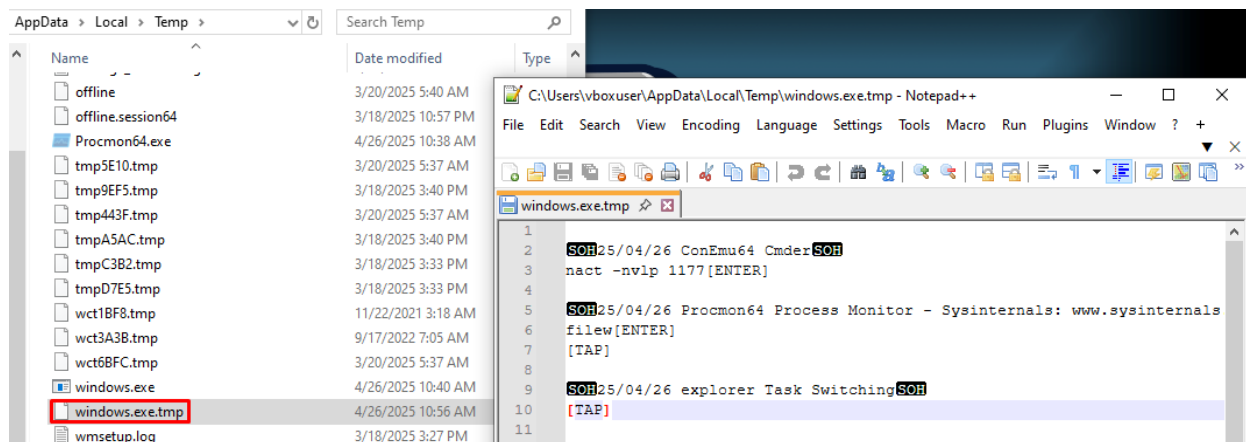 AppData > Local > Temp >
Search Temp
Name Date modified Type
offline 3/20/2025 5:40 AM
offline.session64 3/18/2025 10:57 PM
Procmon64.exe 4/26/2025 10:38 AM
tmp5E10.tmp 3/20/2025 5:37 AM
tmp9EF5.tmp 3/18/2025 3:40 PM
tmp443F.tmp 3/20/2025 5:37 AM
tmpA5AC.tmp 3/18/2025 3:40 PM
tmpC3B2.tmp 3/18/2025 3:33 PM
tmpD7E5.tmp 3/18/2025 3:33 PM
wct1BF8.tmp 11/22/2021 3:18 AM
wct3A3B.tmp 9/17/2022 7:05 AM
wct6BFC.tmp 3/20/2025 5:37 AM
windows.exe 4/26/2025 10:40 AM
windows.exe.tmp 4/26/2025 10:56 AM
wmsetup.log 3/18/2025 3:27 PM
C:\Users\vboxuser\AppData\Local\Temp\windows.exe.tmp - Notepad++
File Edit Search View Encoding Language Settings Tools Macro Run Plugins Window ? +
windows.exe.tmp
1
2 SOH25/04/26 ConEmu64 CmderSOH
3 nact -nvlp 1177[ENTER]
4
5 SOH25/04/26 Procmon64 Process Monitor - Sysinternals: www.sysinternals
6 filew[ENTER]
7 [TAP]
8
9 SOH25/04/26 explorer Task SwitchingSOH
10 [TAP]
11